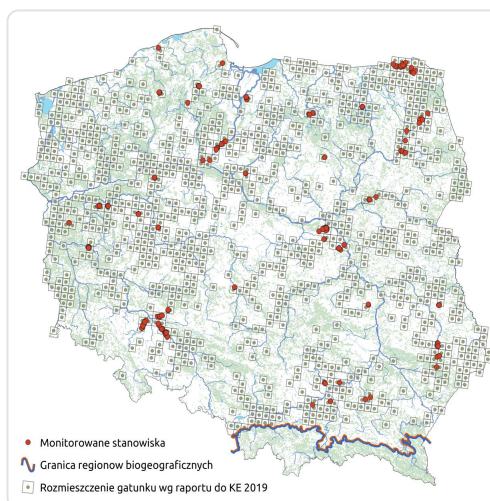 Monitorowane stanowiska
Granica regionow biogeograficznych
Rozmieszczenie gatunku wg raportu do KE 2019